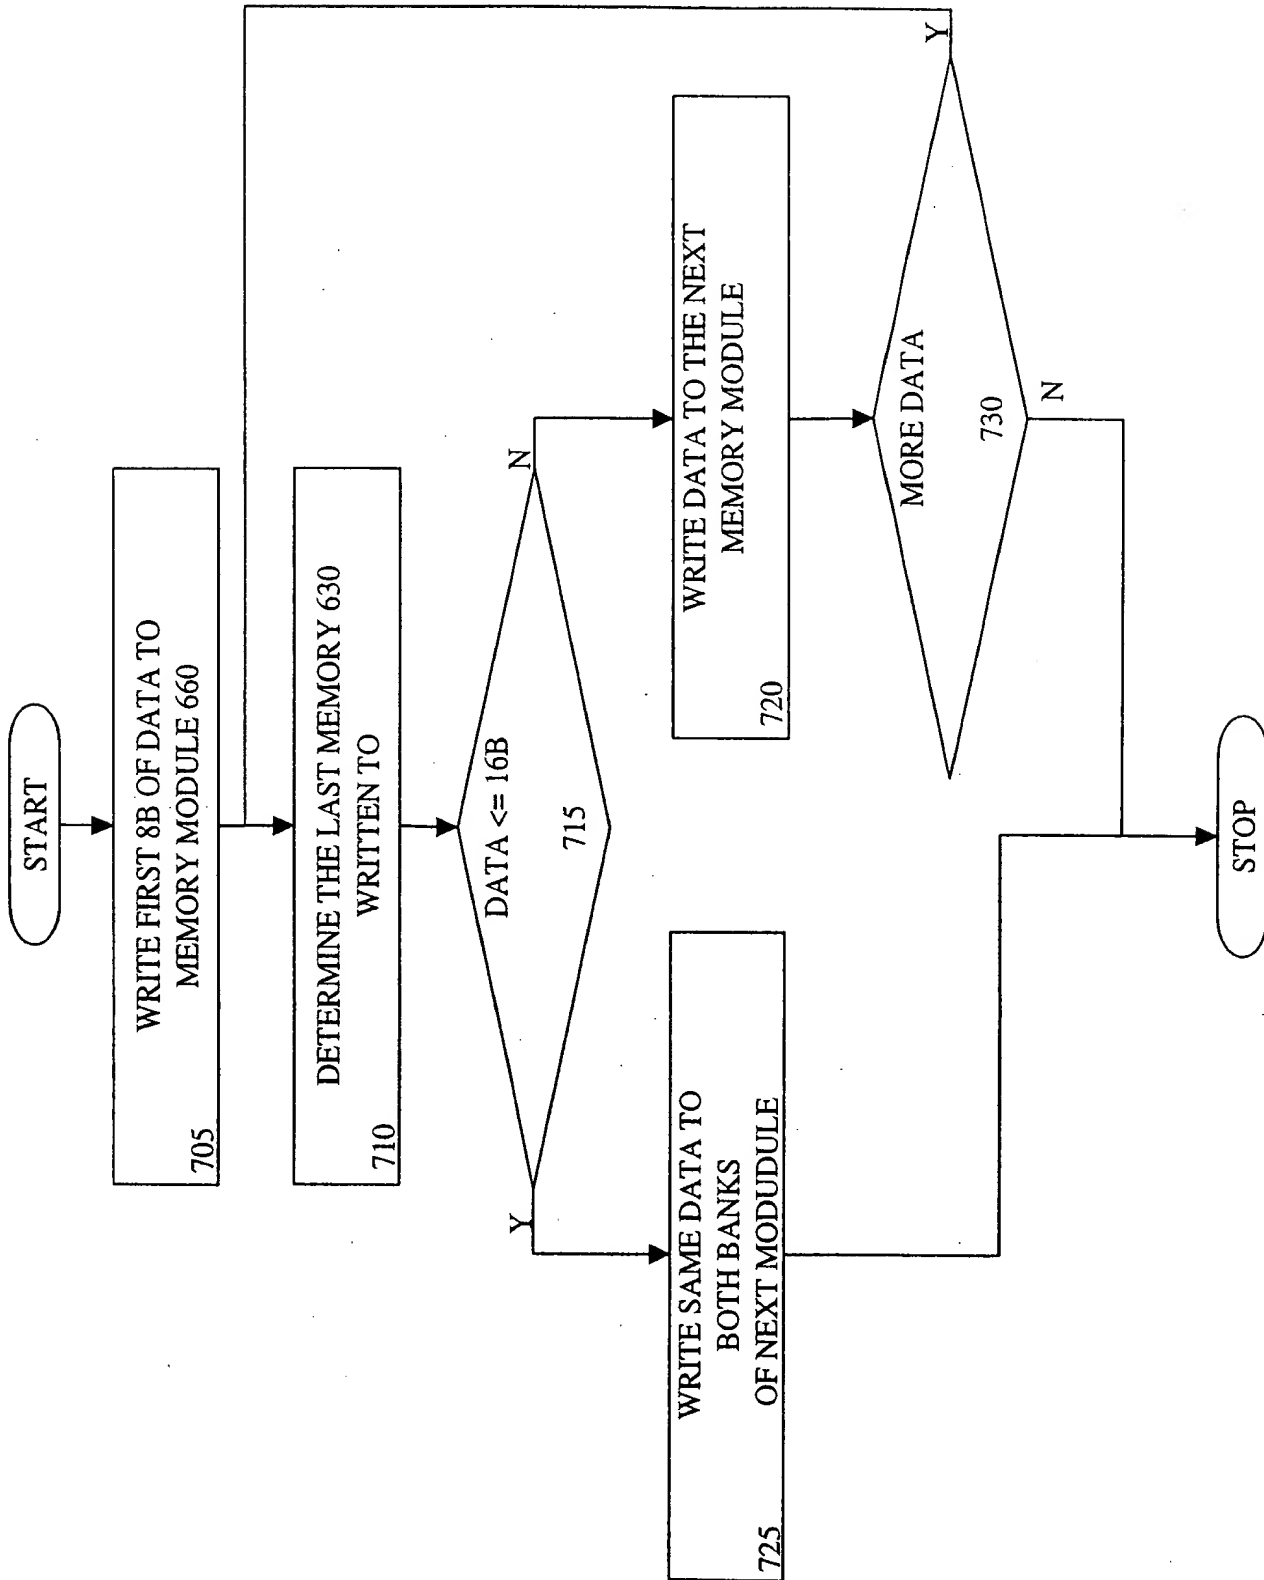 START
WRITE FIRST 8B OF DATA TO
MEMORY MODULE 660
705
DETERMINE THE LAST MEMORY 630
WRITTEN TO
710
DATA <= 16B
715
Y
N
WRITE SAME DATA TO
BOTH BANKS
OF NEXT MODUDULE
725
WRITE DATA TO THE NEXT
MEMORY MODULE
720
MORE DATA
730
Y
N
STOP